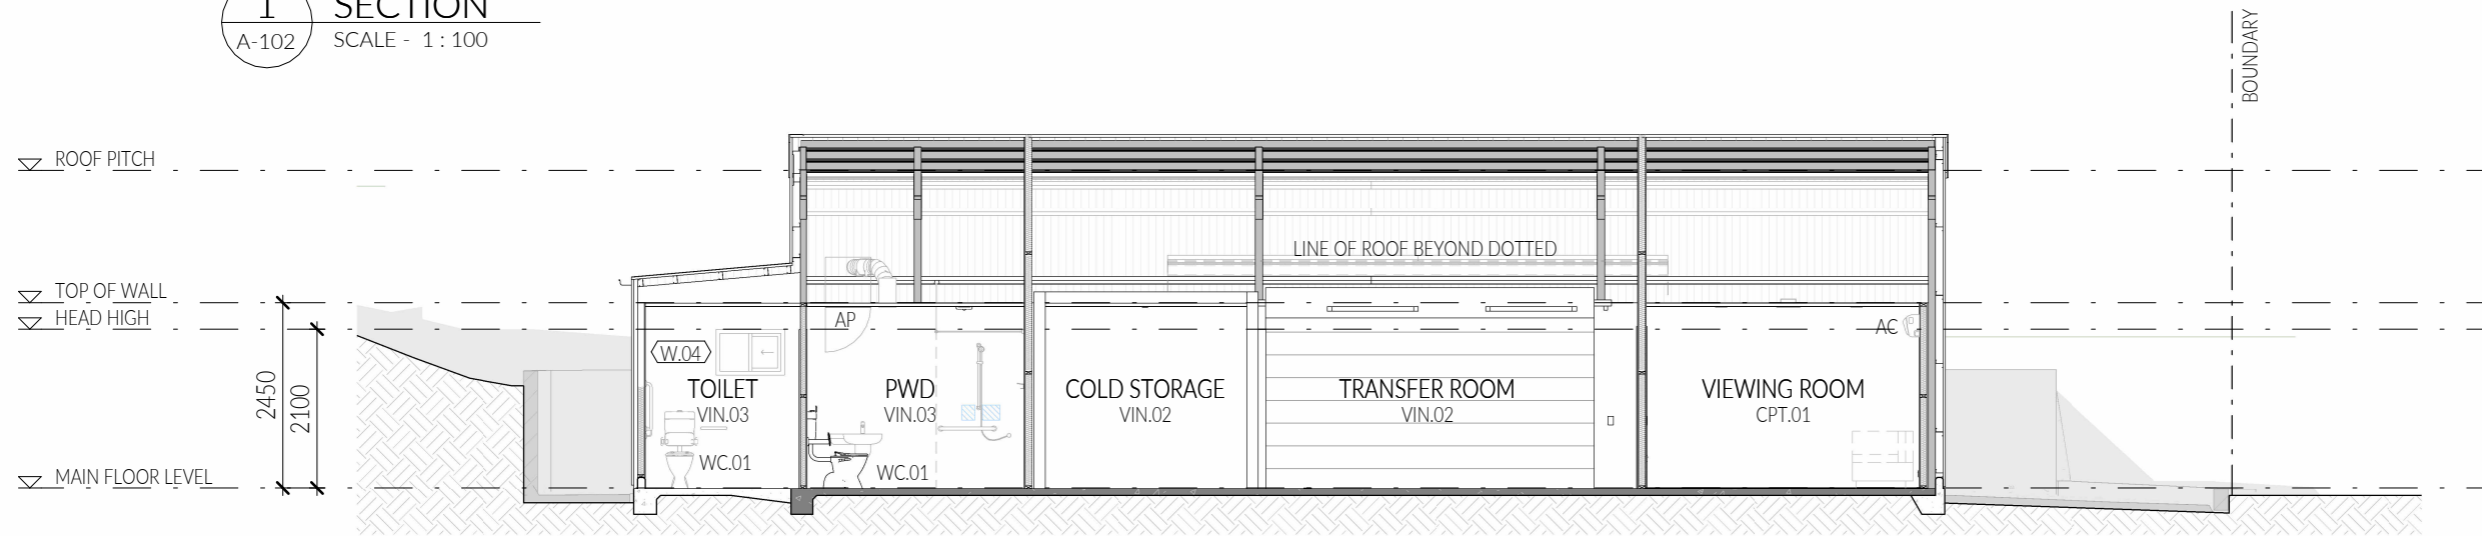 1
SECTION
A-102
SCALE - 1 : 100
BOUNDARY
ROOF PITCH
LINE OF ROOF BEYOND DOTTED
TOP OF WALL
HEAD HIGH
AP
AC
W.04
2450
2100
TOILET
VIN.03
PWD
VIN.03
COLD STORAGE
VIN.02
TRANSFER ROOM
VIN.02
VIEWING ROOM
CPT.01
WC.01
WC.01
MAIN FLOOR LEVEL